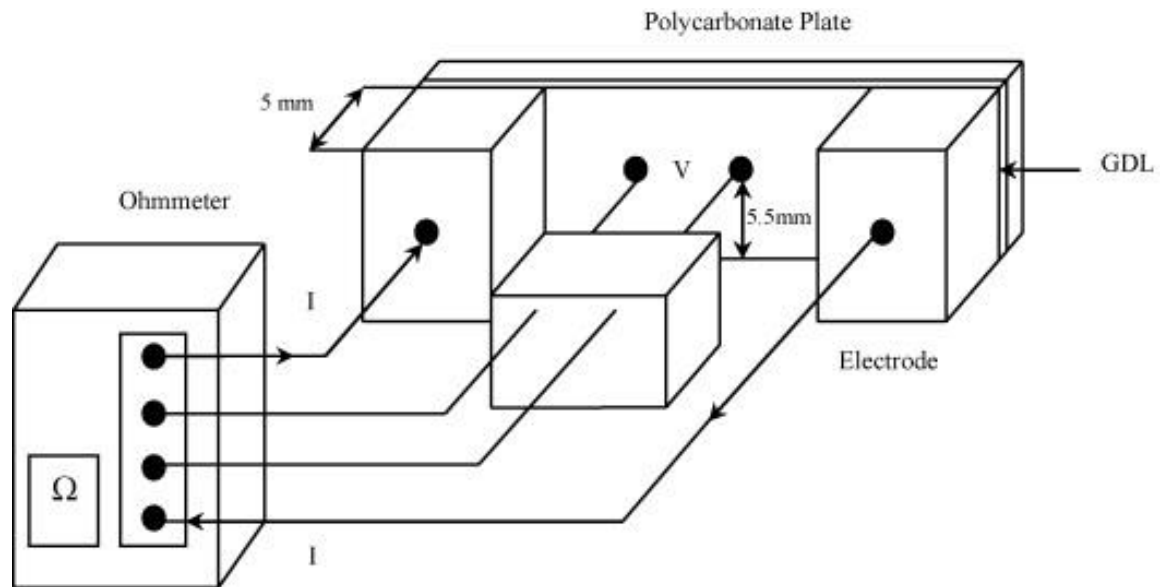 Polycarbonate Plate
5 mm
GDL
V
Ohmmeter
5.5mm
I
Electrode
Ω
I